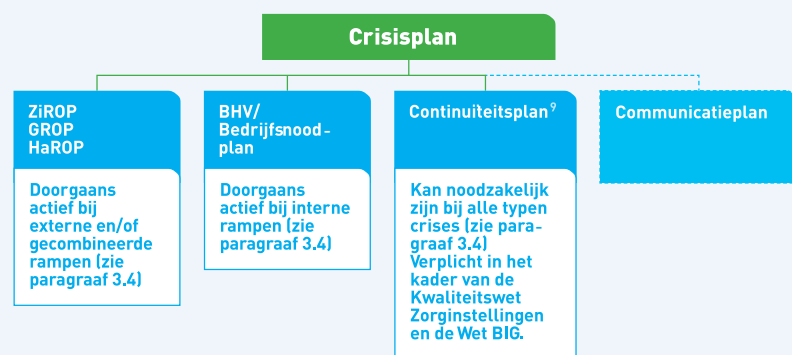 Crisisplan
ZiROP
GROP
HaROP
Doorgaans
actief bij
externe en/of
gecombineerde
rampen (zie
paragraaf 3.4)
BHV/
Bedrijfsnood-
plan
Doorgaans
actief bij interne
rampen (zie
paragraaf 3.4)
Continuïteitsplan⁹
Kan noodzakelijk
zijn bij alle typen
crises (zie para-
graaf 3.4)
Verplicht in het
kader van de
Kwaliteitswet
Zorginstellingen
en de Wet BIG.
Communicatieplan